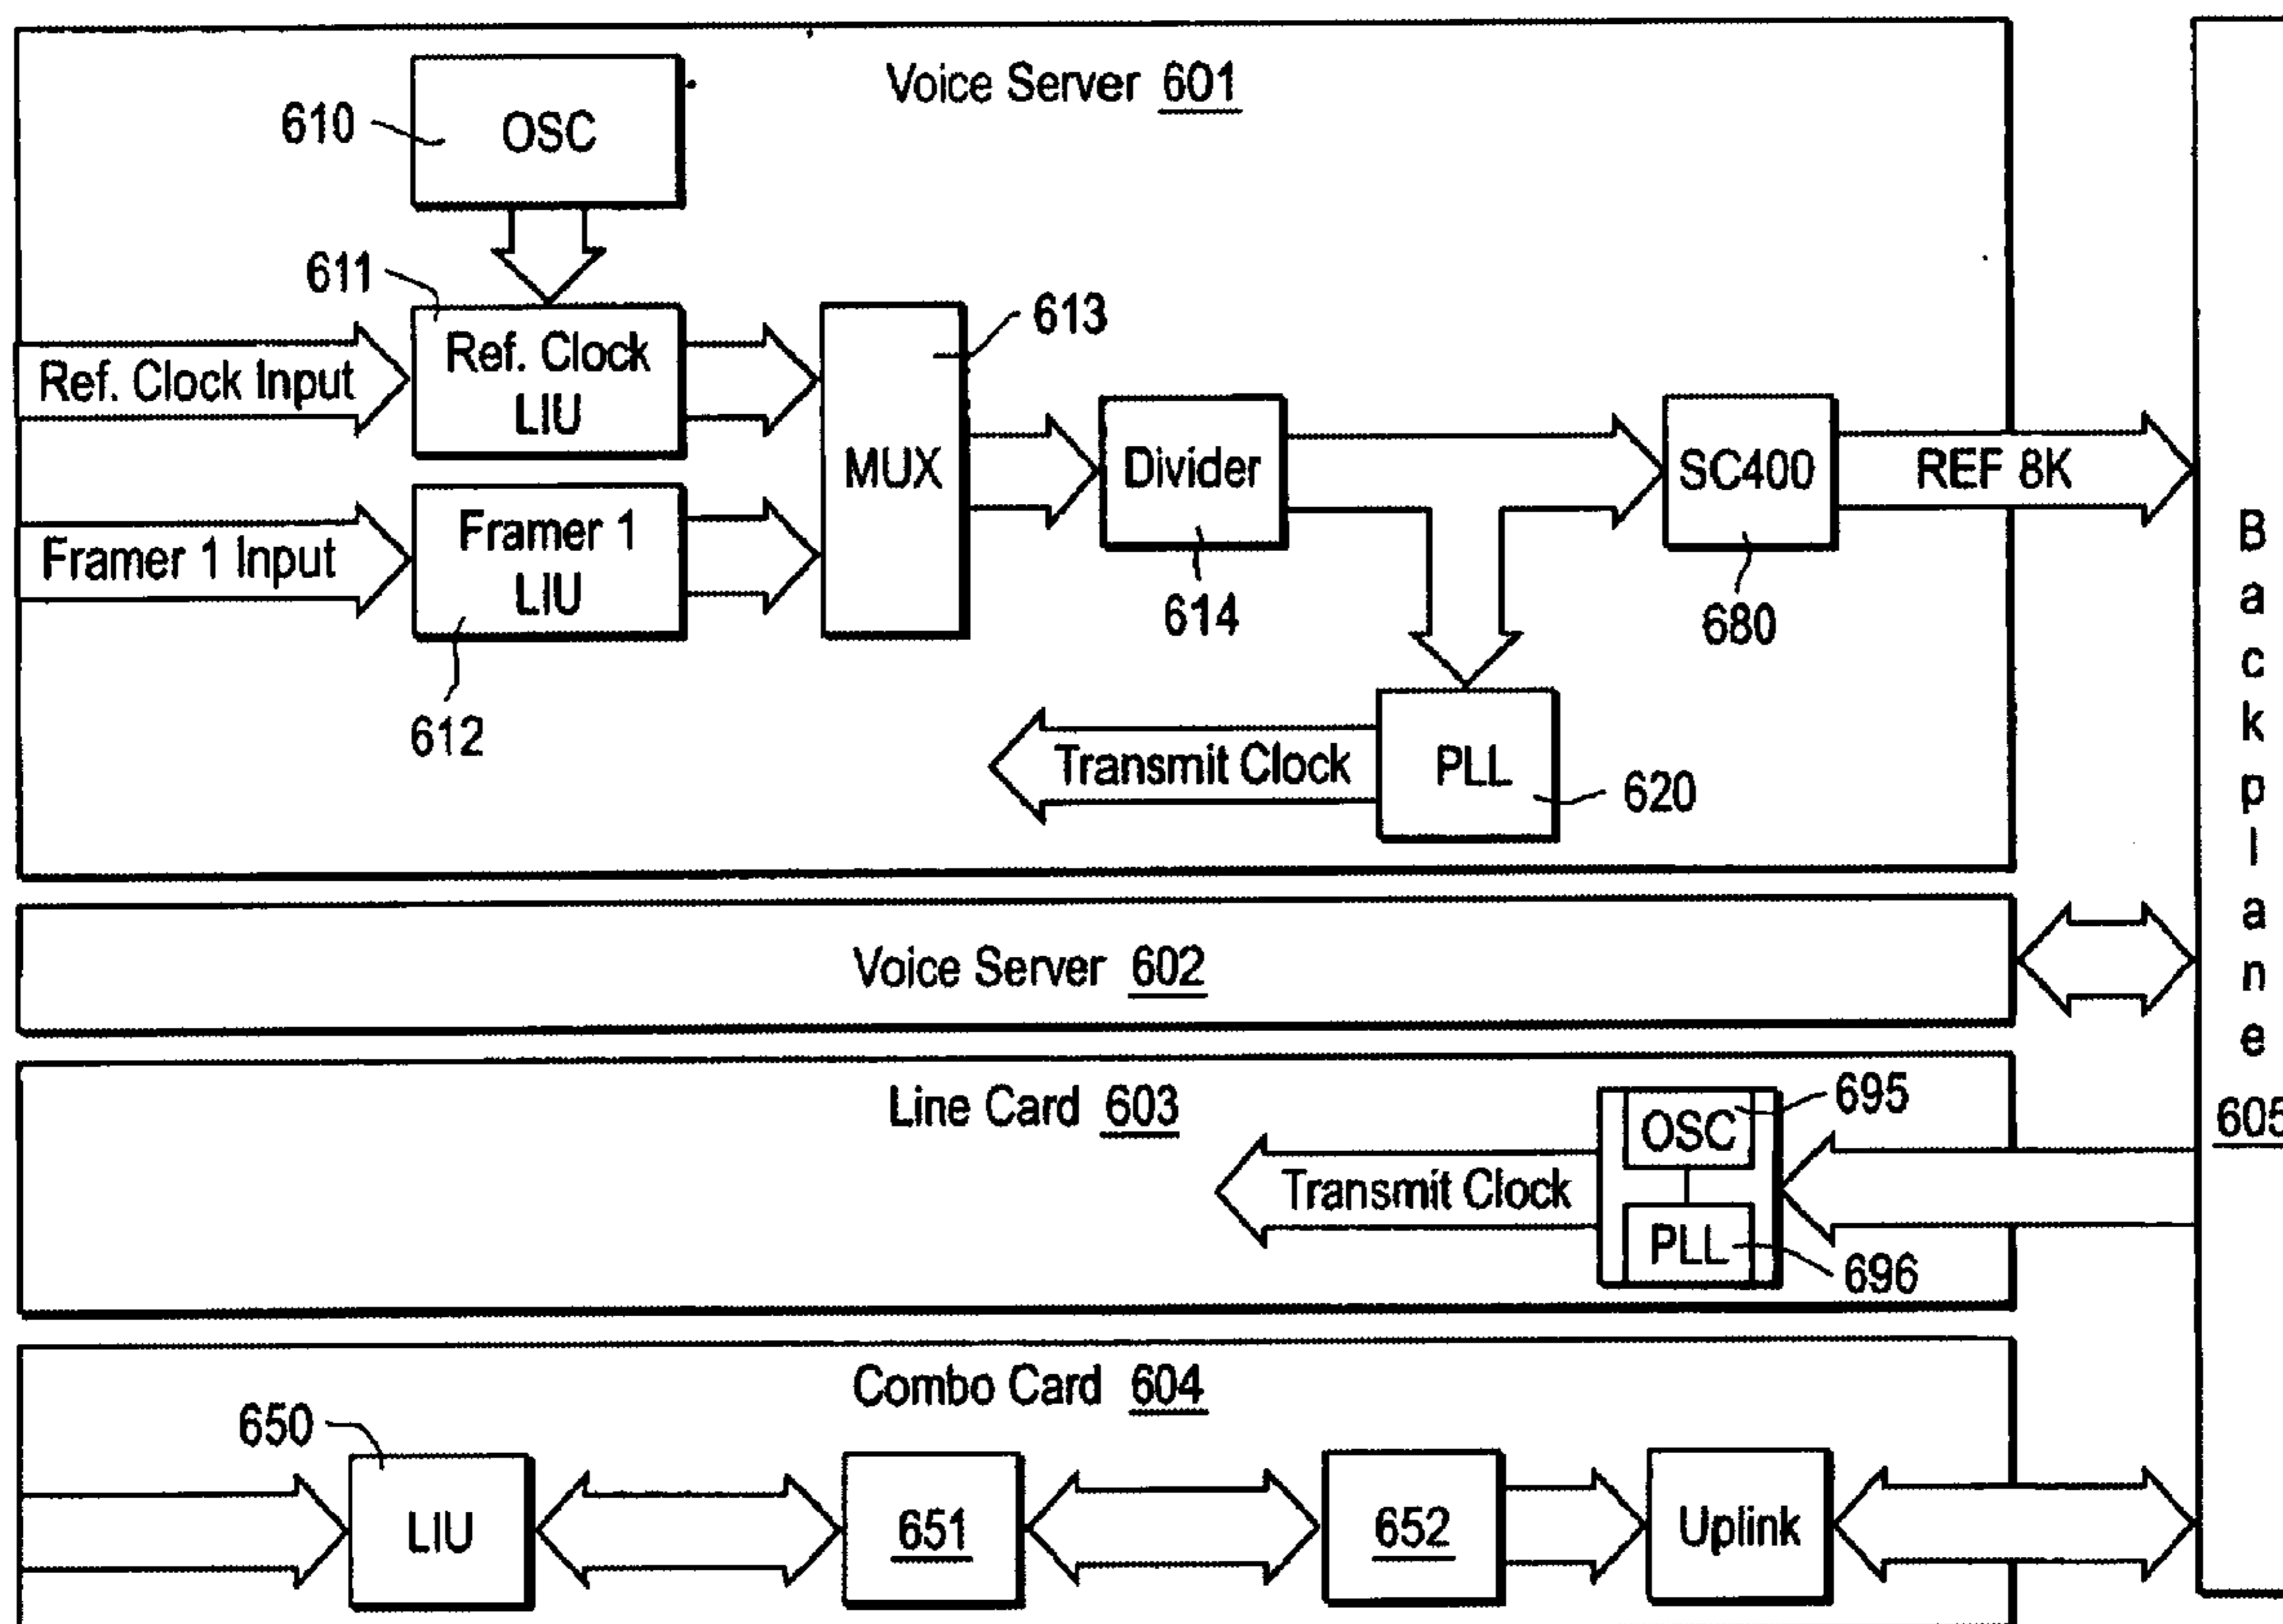 Voice Server 601
610
OSC
611
Ref. Clock Input
Ref. Clock
LIU
613
MUX
Framer 1 Input
Framer 1
LIU
612
Divider
614
SC400
680
REF 8K
Transmit Clock
PLL
620
Backplane
605
Voice Server 602
Line Card 603
695
OSC
Transmit Clock
PLL
696
Combo Card 604
650
LIU
651
652
Uplink